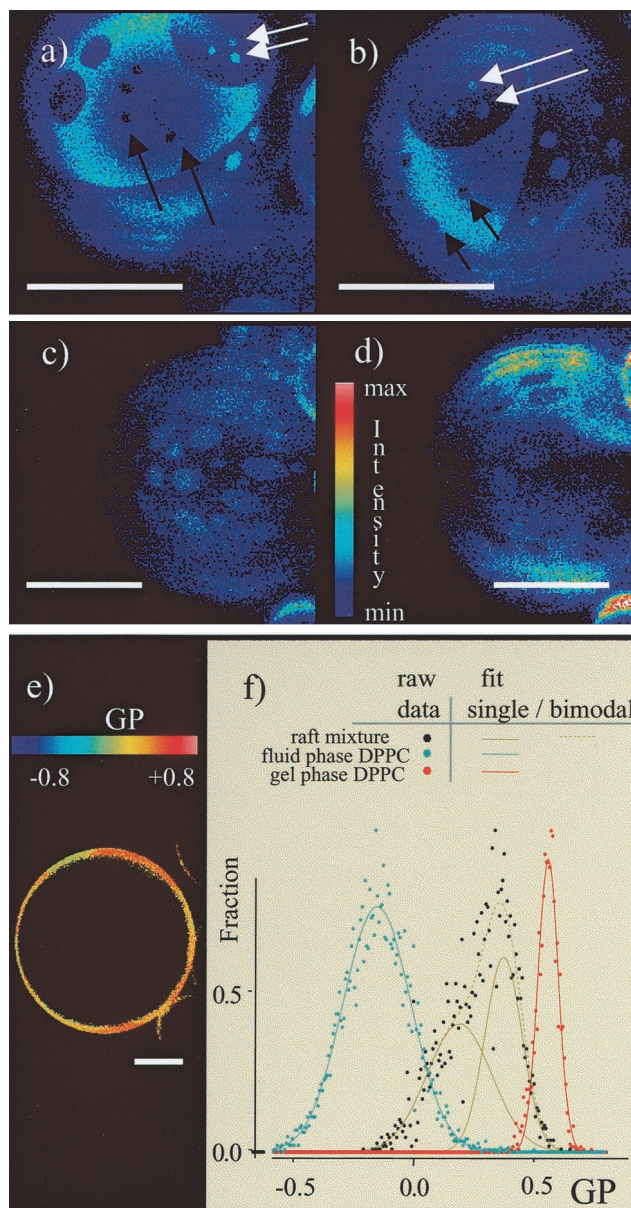 a)
b)
c)
d)
max
Intensity
min
e)
GP
-0.8 +0.8
f)
raw fit
data single / bimodal
raft mixture
fluid phase DPPC
gel phase DPPC
Fraction
0.5
0.0
-0.5 0.0 0.5 GP